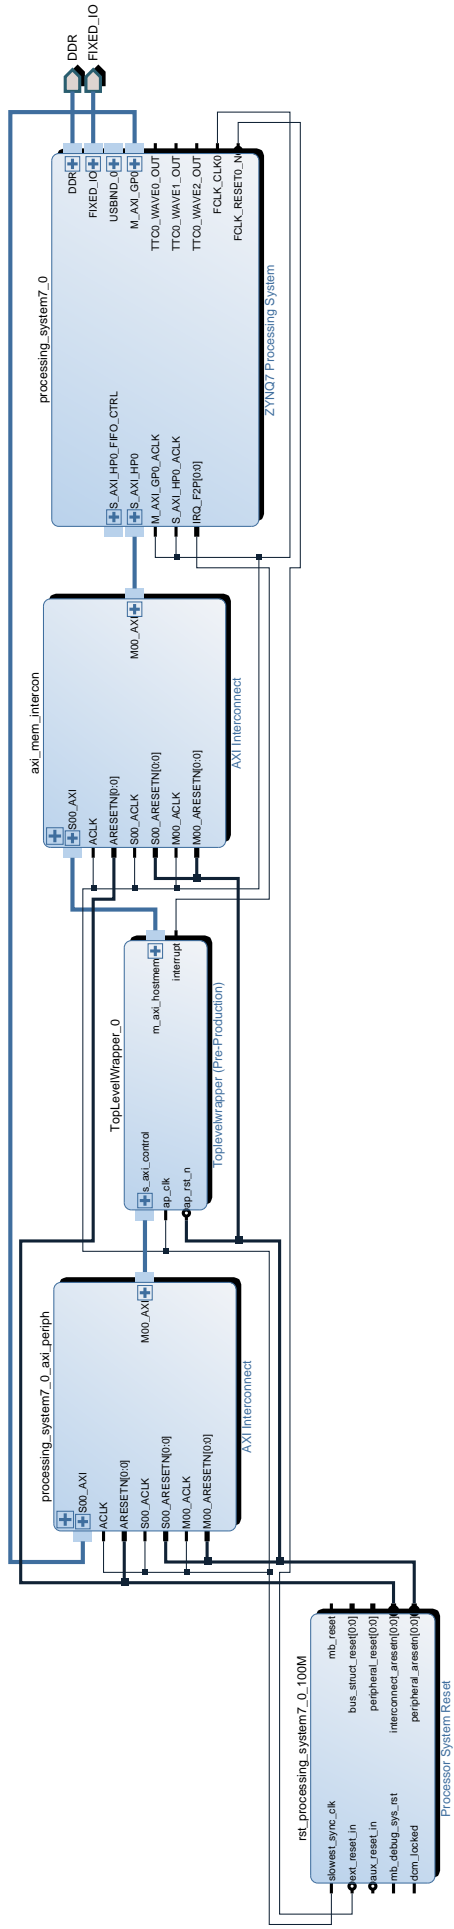 rst_processing_system7_0_100M
slowest_sync_clk
ext_reset_in
aux_reset_in
mb_debug_sys_rst
dcm_locked
mb_reset
bus_struct_reset[0:0]
peripheral_reset[0:0]
interconnect_aresetn[0:0]
peripheral_aresetn[0:0]
Processor System Reset
processing_system7_0_axi_periph
S00_AXI
ACLK
ARESETN[0:0]
S00_ACLK
S00_ARESETN[0:0]
M00_ACLK
M00_ARESETN[0:0]
M00_AXI
AXI Interconnect
TopLevelWrapper_0
s_axi_control
ap_clk
ap_rst_n
m_axi_hostmem
interrupt
Toplevelwrapper (Pre-Production)
axi_mem_intercon
S00_AXI
ACLK
ARESETN[0:0]
S00_ACLK
S00_ARESETN[0:0]
M00_ACLK
M00_ARESETN[0:0]
M00_AXI
AXI Interconnect
processing_system7_0
S_AXI_HP0_FIFO_CTRL
S_AXI_HP0
M_AXI_GP0_ACLK
S_AXI_HP0_ACLK
IRQ_F2P[0:0]
DDR
FIXED_IO
USBIND_0
M_AXI_GP0
TTC0_WAVE0_OUT
TTC0_WAVE1_OUT
TTC0_WAVE2_OUT
FCLK_CLK0
FCLK_RESET0_N
ZYNQ7 Processing System
DDR
FIXED_IO